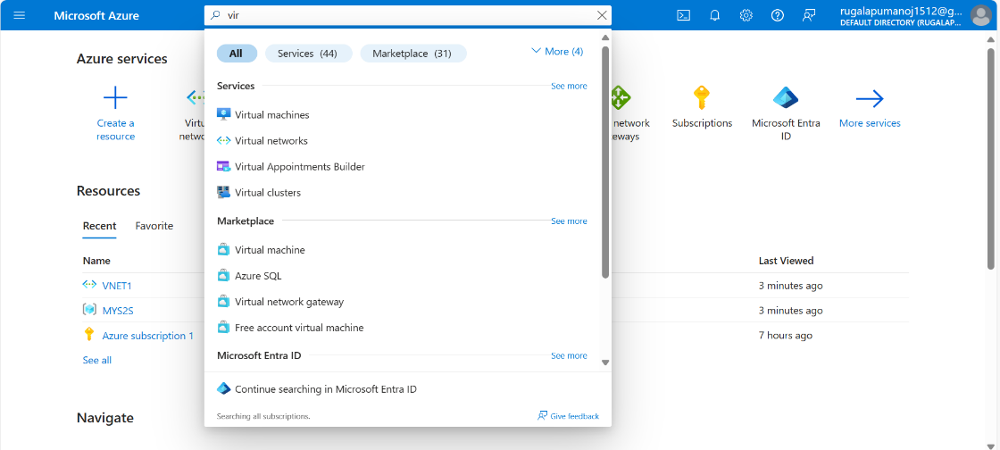 Microsoft Azure
vir
rugalapumanoj1512@g...
DEFAULT DIRECTORY (RUGALAP...
Azure services
Create a
resource
Virtu
netwo
network
eways
Subscriptions
Microsoft Entra
ID
More services
All
Services (44)
Marketplace (31)
More (4)
Services
See more
Virtual machines
Virtual networks
Virtual Appointments Builder
Virtual clusters
Marketplace
See more
Virtual machine
Azure SQL
Virtual network gateway
Free account virtual machine
Microsoft Entra ID
See more
Continue searching in Microsoft Entra ID
Searching all subscriptions.
Give feedback
Resources
Recent
Favorite
Name
Last Viewed
VNET1
3 minutes ago
MYS2S
3 minutes ago
Azure subscription 1
7 hours ago
See all
Navigate